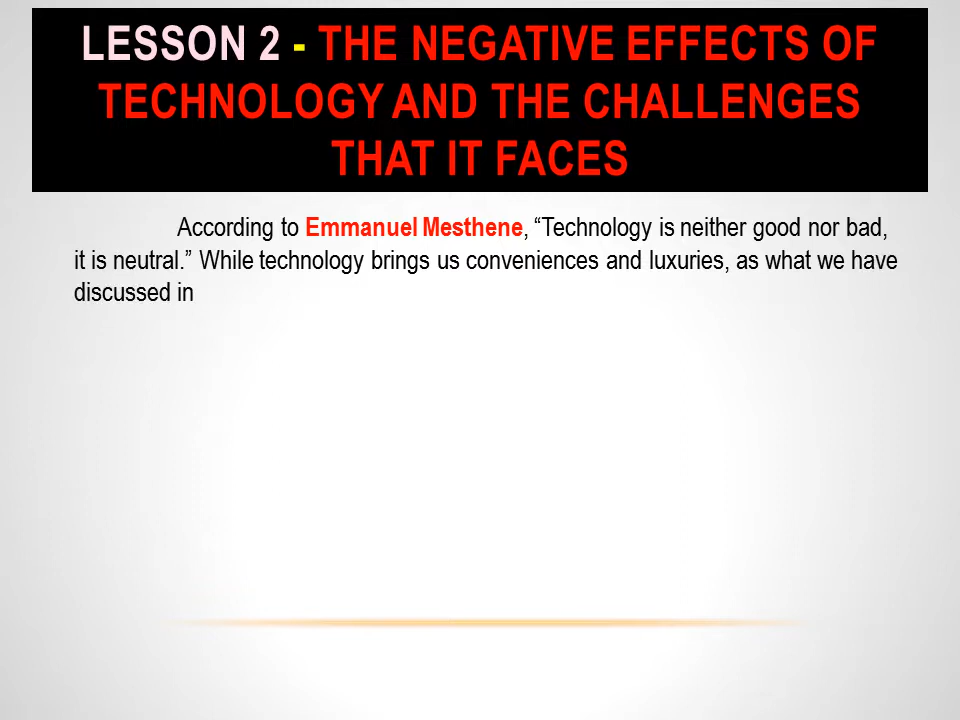 LESSON 2 - THE NEGATIVE EFFECTS OF
TECHNOLOGY AND THE CHALLENGES
THAT IT FACES
According to Emmanuel Mesthene, “Technology is neither good nor bad,
it is neutral.” While technology brings us conveniences and luxuries, as what we have
discussed in